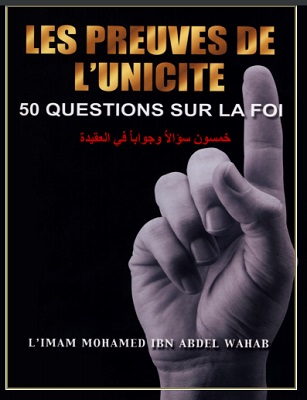 LES PREUVES DE
L'UNICITE
50 QUESTIONS SUR LA FOI
خمسون سؤالاً وجواباً في العقيدة
L'IMAM MOHAMED IBN ABDEL WAHAB